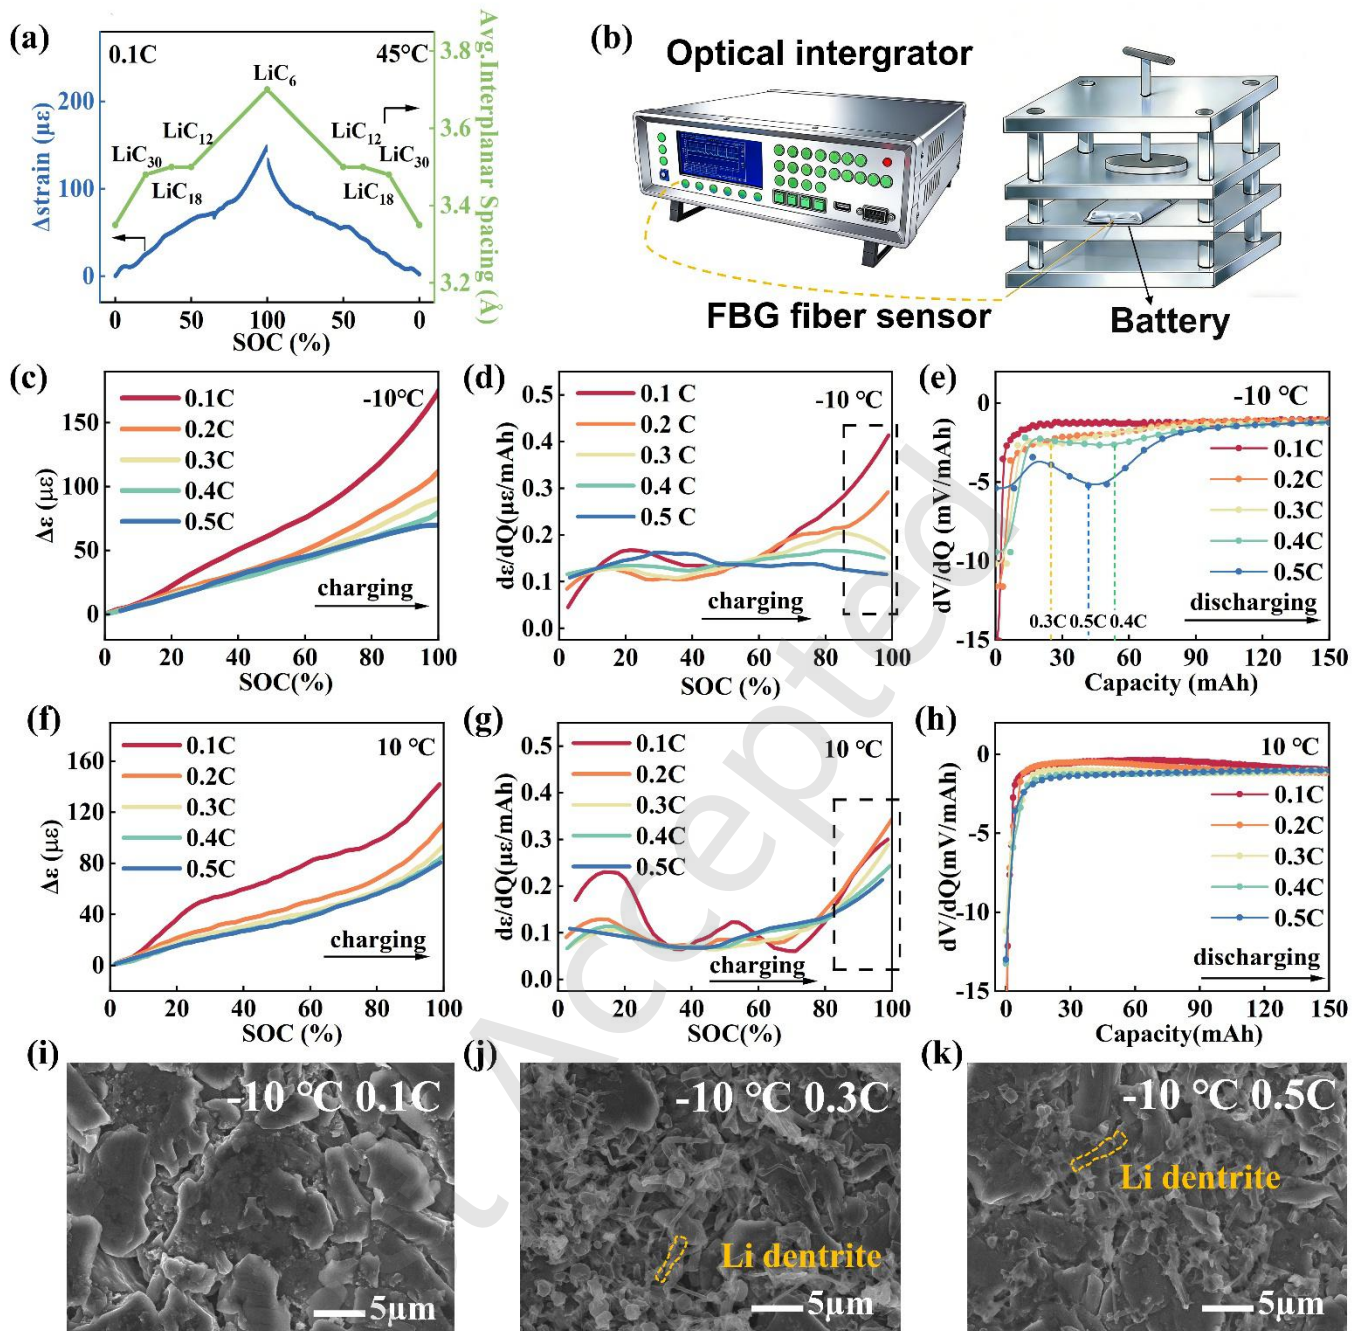 (a)
0.1C
45°C
Δstrain (με)
200
100
0
LiC30
LiC18
LiC12
LiC6
LiC12
LiC18
LiC30
0 50 100 50 0
SOC (%)
3.8
3.6
3.4
3.2
Avg.Interplanar Spacing (Å)
(b)
Optical intergrator
FBG fiber sensor
Battery
(c)
-10°C
0.1C
0.2C
0.3C
0.4C
0.5C
charging
Δε (με)
150
100
50
0
0 20 40 60 80 100
SOC(%)
(d)
-10 °C
0.1 C
0.2 C
0.3 C
0.4 C
0.5 C
charging
dε/dQ(με/mAh)
0.5
0.4
0.3
0.2
0.1
0.0
0 20 40 60 80 100
SOC (%)
(e)
-10 °C
0.1C
0.2C
0.3C
0.4C
0.5C
0.3C 0.5C 0.4C
discharging
dV/dQ (mV/mAh)
0
-5
-10
-15
0 30 60 90 120 150
Capacity (mAh)
(f)
10 °C
0.1C
0.2C
0.3C
0.4C
0.5C
charging
Δε (με)
160
120
80
40
0
0 20 40 60 80 100
SOC (%)
(g)
10 °C
0.1C
0.2C
0.3C
0.4C
0.5C
charging
dε/dQ(με/mAh)
0.5
0.4
0.3
0.2
0.1
0.0
0 20 40 60 80 100
SOC(%)
(h)
10 °C
0.1C
0.2C
0.3C
0.4C
0.5C
discharging
dV/dQ(mV/mAh)
0
-5
-10
-15
0 30 60 90 120 150
Capacity(mAh)
(i)
-10 °C 0.1C
5μm
(j)
-10 °C 0.3C
Li dentrite
5μm
(k)
-10 °C 0.5C
Li dentrite
5μm
Accepted